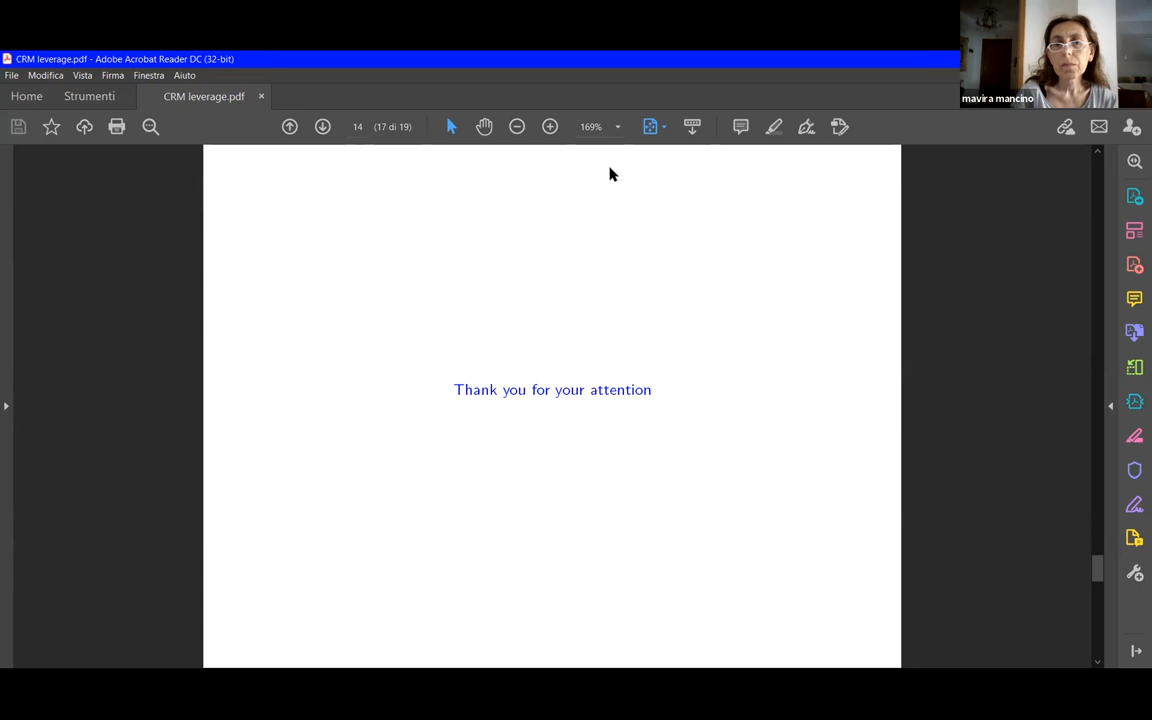 CRM leverage.pdf - Adobe Acrobat Reader DC (32-bit)
File Modifica Vista Firma Finestra Aiuto
Home Strumenti CRM leverage.pdf ×
14 (17 di 19) 169%
mavira mancino
Thank you for your attention